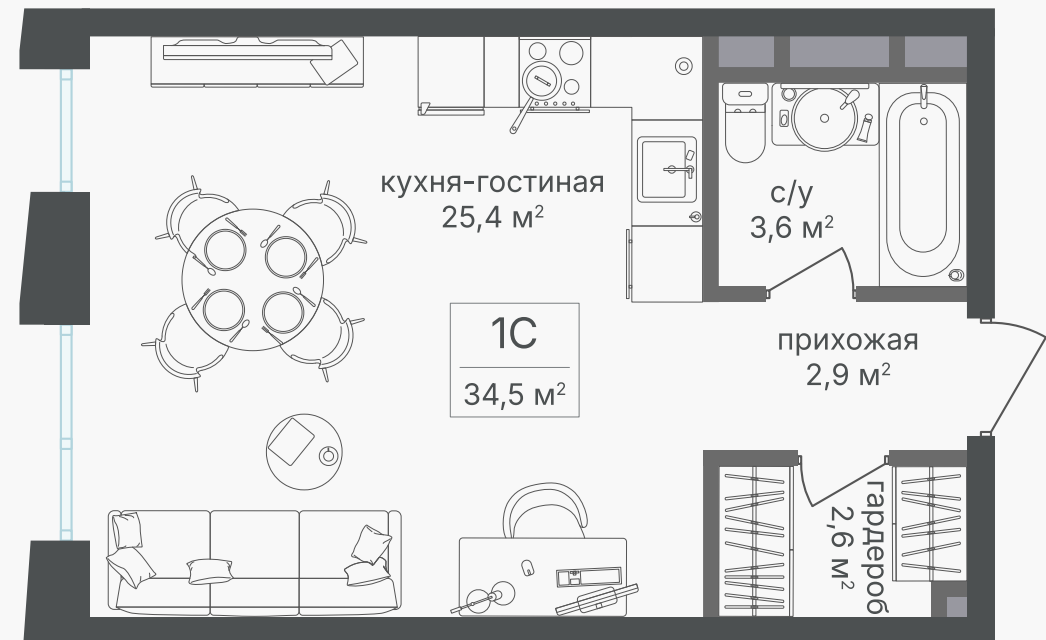 кухня-гостиная
25,4 м²
с/у
3,6 м²
1С
34,5 м²
прихожая
2,9 м²
гардероб
2,6 м²